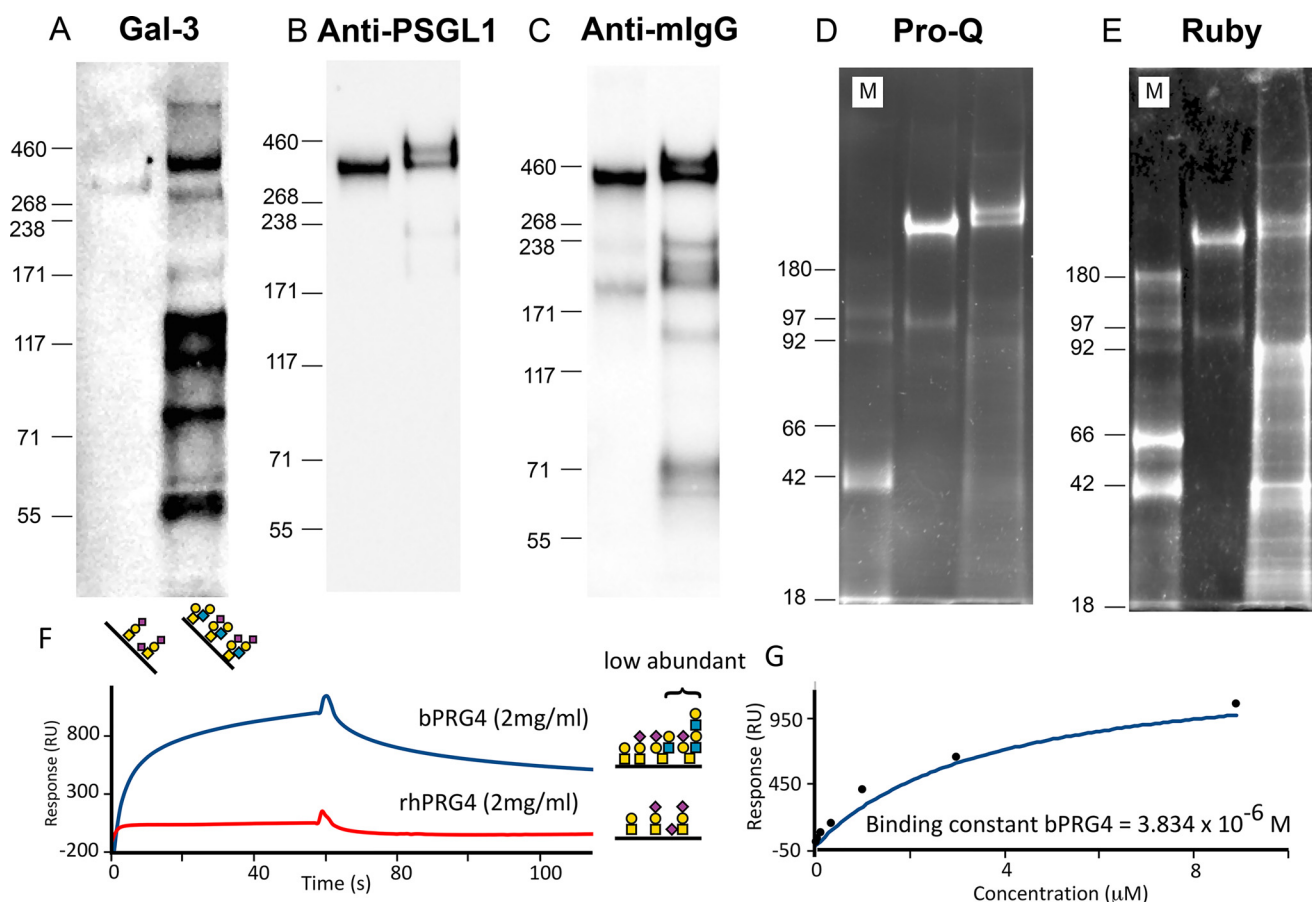 A Gal-3
B Anti-PSGL1
C Anti-mIgG
D Pro-Q
E Ruby
460
268
238
171
117
71
55
460
268
238
171
117
71
55
460
268
238
171
117
71
55
M
180
97
92
66
42
18
M
180
97
92
66
42
18
F
Response (RU)
800
300
-200
bPRG4 (2mg/ml)
rhPRG4 (2mg/ml)
0 40 80 100
Time (s)
low abundant
G
Response (RU)
950
450
-50
Binding constant bPRG4 = 3.834 x 10⁻⁶ M
0 4 8
Concentration (μM)